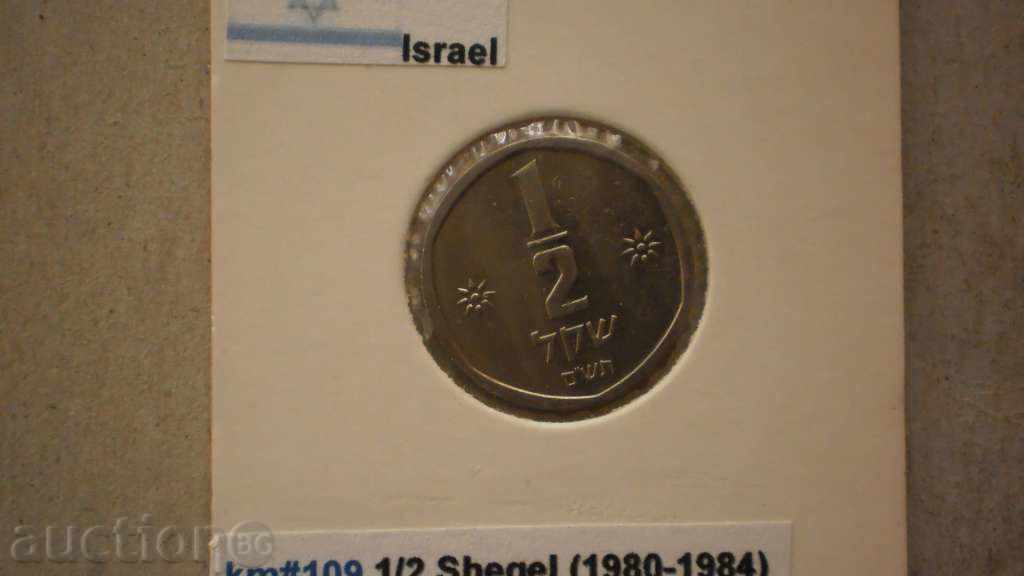 Israel
1
2
שקל
תש"ם
km#109 1/2 Sheqel (1980-1984)
auction BG